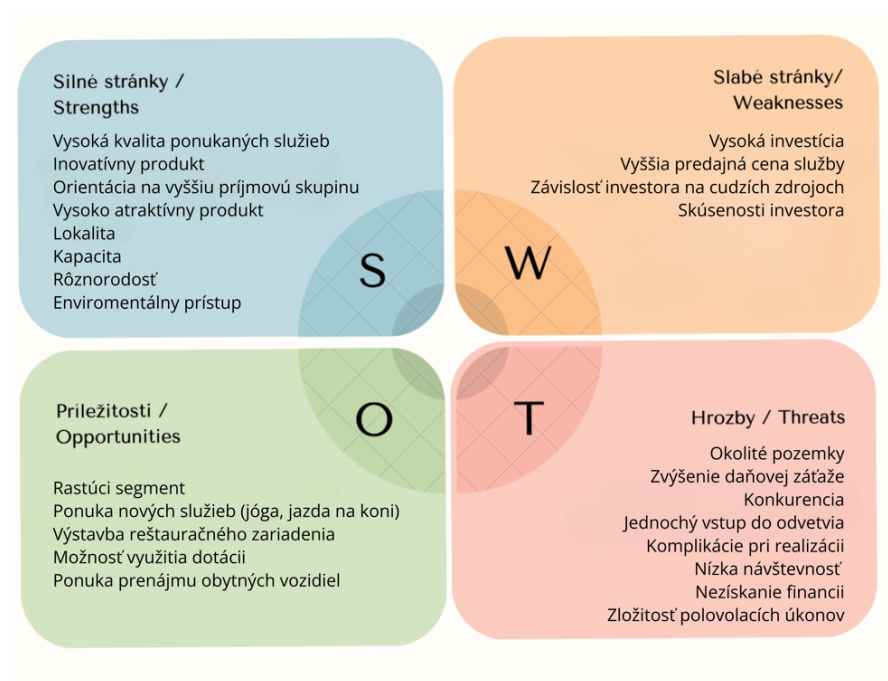 Silné stránky /
Strengths
Vysoká kvalita ponukaných služieb
Inovatívny produkt
Orientácia na vyššiu príjmovú skupinu
Vysoko atraktívny produkt
Lokalita
Kapacita
Rôznorodosť
Enviromentálny prístup
S
Slabé stránky/
Weaknesses
Vysoká investícia
Vyššia predajná cena služby
Závislosť investora na cudzích zdrojoch
Skúsenosti investora
W
Príležitosti /
Opportunities
Rastúci segment
Ponuka nových služieb (jóga, jazda na koni)
Výstavba reštauračného zariadenia
Možnosť využitia dotácii
Ponuka prenájmu obytných vozidiel
O
Hrozby / Threats
Okolité pozemky
Zvýšenie daňovej záťaže
Konkurencia
Jednochý vstup do odvetvia
Komplikácie pri realizácii
Nízka návštevnosť
Nezískanie financii
Zložitosť polovolacích úkonov
T